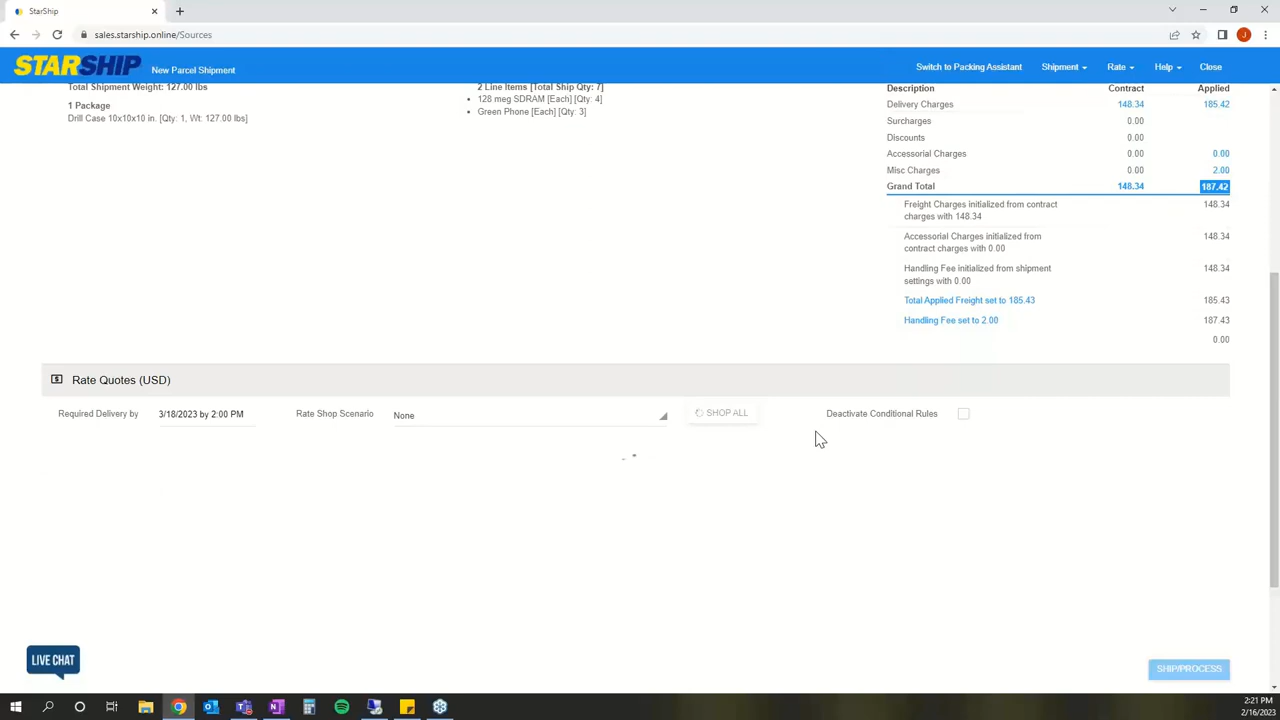 StarShip
sales.starship.online/Sources
J
STARSHIP
New Parcel Shipment
Switch to Packing Assistant
Shipment
Rate
Help
Close
Total Shipment Weight: 127.00 lbs
1 Package
Drill Case 10x10x10 in. [Qty: 1, Wt: 127.00 lbs]
2 Line Items [Total Ship Qty: 7]
128 meg SDRAM [Each] [Qty: 4]
Green Phone [Each] [Qty: 3]
Description Contract Applied
Delivery Charges 148.34 185.42
Surcharges 0.00
Discounts 0.00
Accessorial Charges 0.00 0.00
Misc Charges 0.00 2.00
Grand Total 148.34 187.42
Freight Charges initialized from contract 148.34
charges with 148.34
Accessorial Charges initialized from 148.34
contract charges with 0.00
Handling Fee initialized from shipment 148.34
settings with 0.00
Total Applied Freight set to 185.43 185.43
Handling Fee set to 2.00 187.43
0.00
Rate Quotes (USD)
Required Delivery by 3/18/2023 by 2:00 PM Rate Shop Scenario None SHOP ALL Deactivate Conditional Rules
LIVE CHAT
SHIP/PROCESS
2:21 PM
2/16/2023